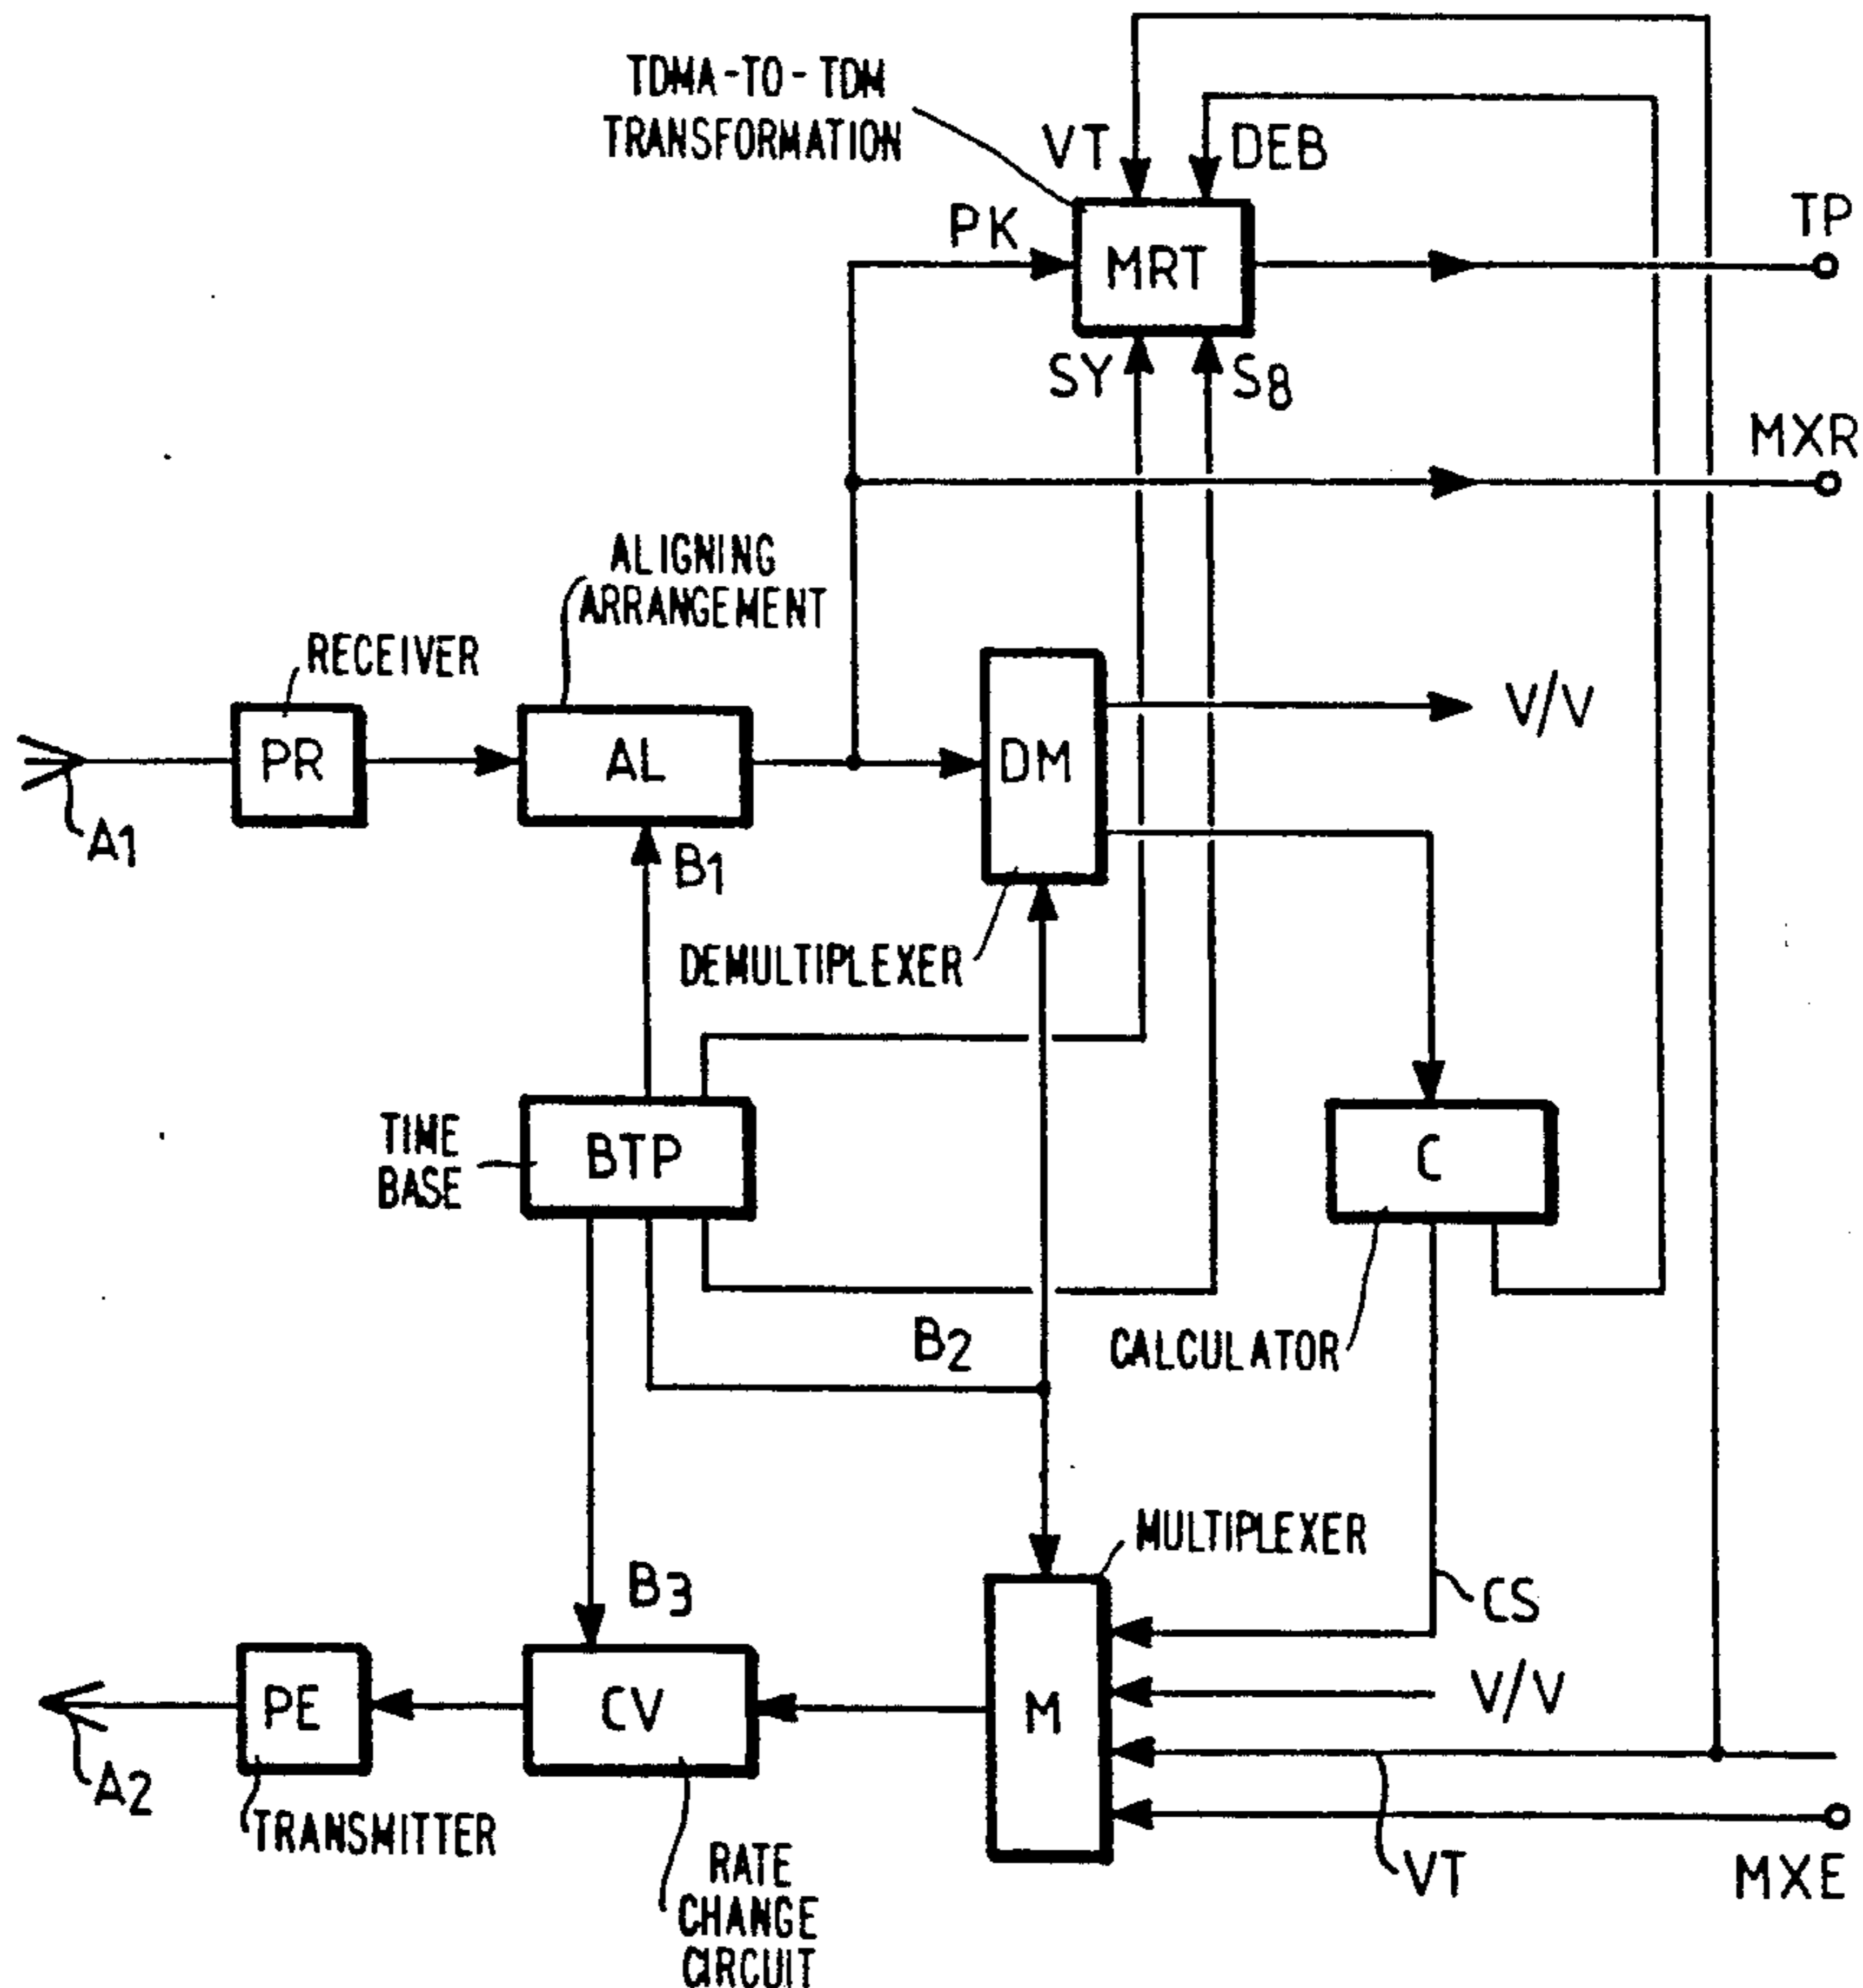 TDMA-TO-TDM
TRANSFORMATION
VT
DEB
PK
MRT
TP
SY
S8
MXR
ALIGNING
ARRANGEMENT
RECEIVER
PR
AL
DM
V/V
A1
B1
DEMULTIPLEXER
TIME
BASE
BTP
C
B2
CALCULATOR
MULTIPLEXER
B3
CS
PE
CV
M
V/V
A2
TRANSMITTER
RATE
CHANGE
CIRCUIT
VT
MXE